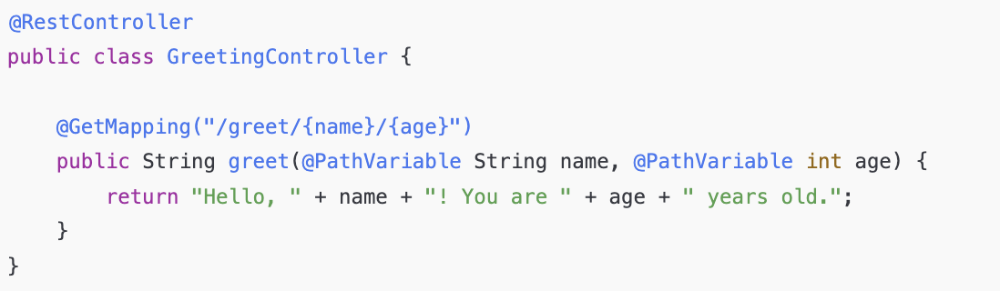 @RestController
public class GreetingController {
    @GetMapping("/greet/{name}/{age}")
    public String greet(@PathVariable String name, @PathVariable int age) {
        return "Hello, " + name + "! You are " + age + " years old.";
    }
}